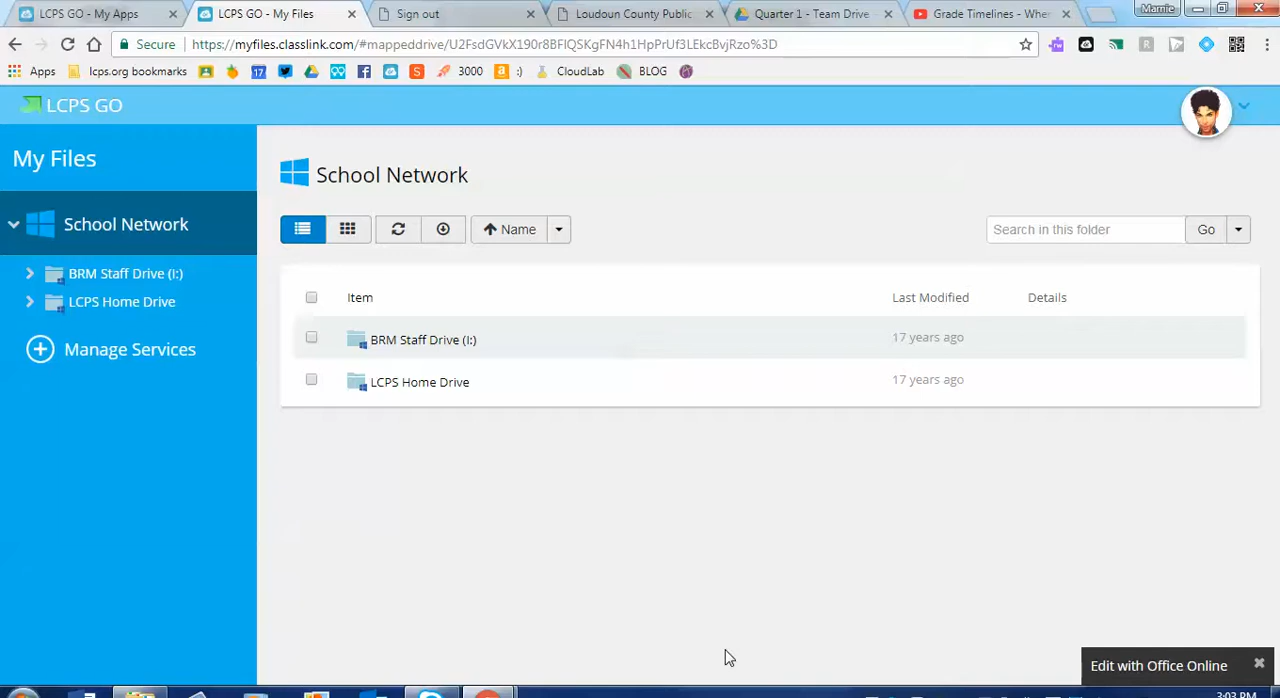 LCPS GO - My Apps
LCPS GO - My Files
Sign out
Loudoun County Public
Quarter 1 - Team Drive -
Grade Timelines - Whe
Marnie
Secure
https://myfiles.classlink.com/#mappeddrive/U2FsdGVkX190r8BFlQSKgFN4h1HpPrUf3LEkcBvjRzo%3D
Apps
lcps.org bookmarks
17
3000
:)
CloudLab
BLOG
LCPS GO
My Files
School Network
School Network
Name
Search in this folder
Go
BRM Staff Drive (I:)
LCPS Home Drive
Manage Services
Item
Last Modified
Details
BRM Staff Drive (I:)
17 years ago
LCPS Home Drive
17 years ago
Edit with Office Online
3:03 PM